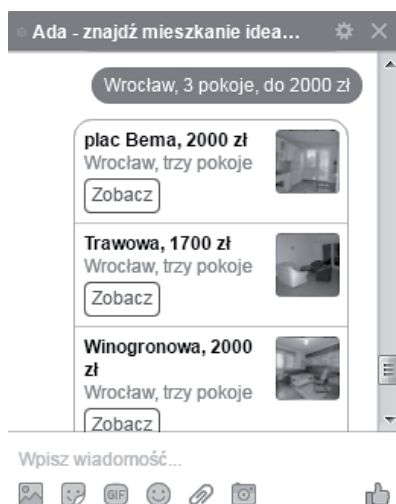 Ada - znajdź mieszkanie idea...
Wrocław, 3 pokoje, do 2000 zł
plac Bema, 2000 zł
Wrocław, trzy pokoje
Zobacz
Trawowa, 1700 zł
Wrocław, trzy pokoje
Zobacz
Winogronowa, 2000
zł
Wrocław, trzy pokoje
Zobacz
Wpisz wiadomość...
GIF